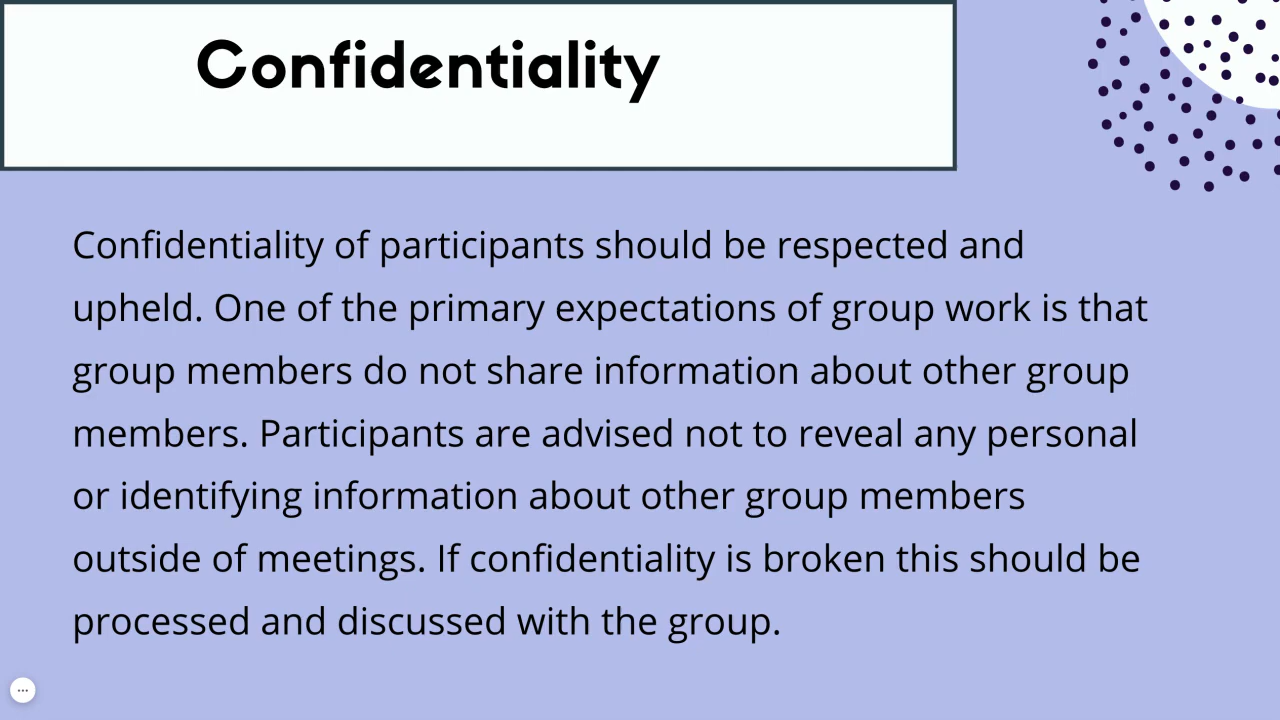 Confidentiality
Confidentiality of participants should be respected and
upheld. One of the primary expectations of group work is that
group members do not share information about other group
members. Participants are advised not to reveal any personal
or identifying information about other group members
outside of meetings. If confidentiality is broken this should be
processed and discussed with the group.